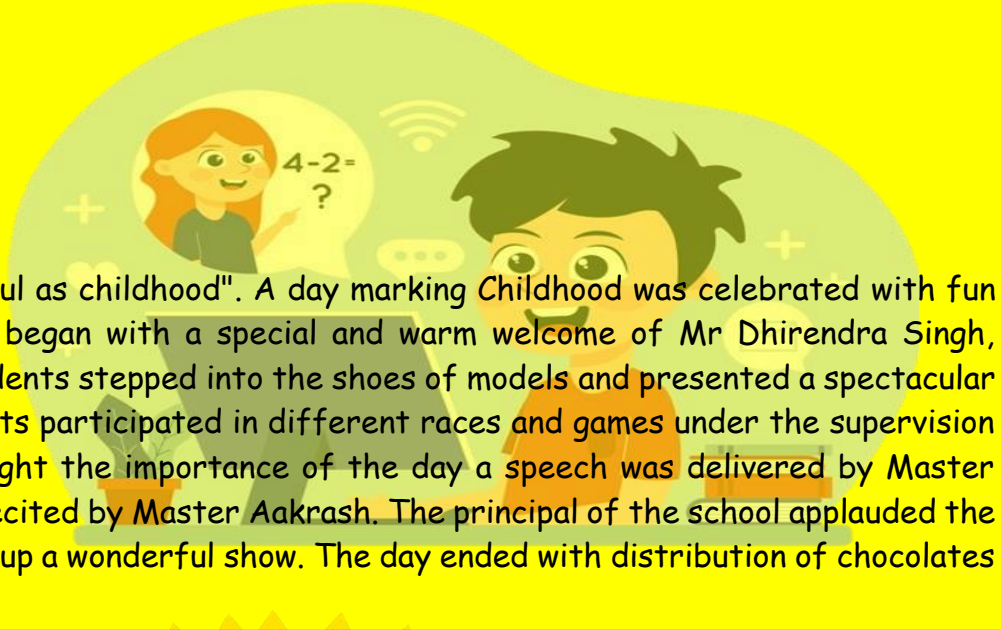 4-2=
?
ul as childhood". A day marking Childhood was celebrated with fun
began with a special and warm welcome of Mr Dhirendra Singh,
lents stepped into the shoes of models and presented a spectacular
ts participated in different races and games under the supervision
ght the importance of the day a speech was delivered by Master
ecited by Master Aakrash. The principal of the school applauded the
up a wonderful show. The day ended with distribution of chocolates